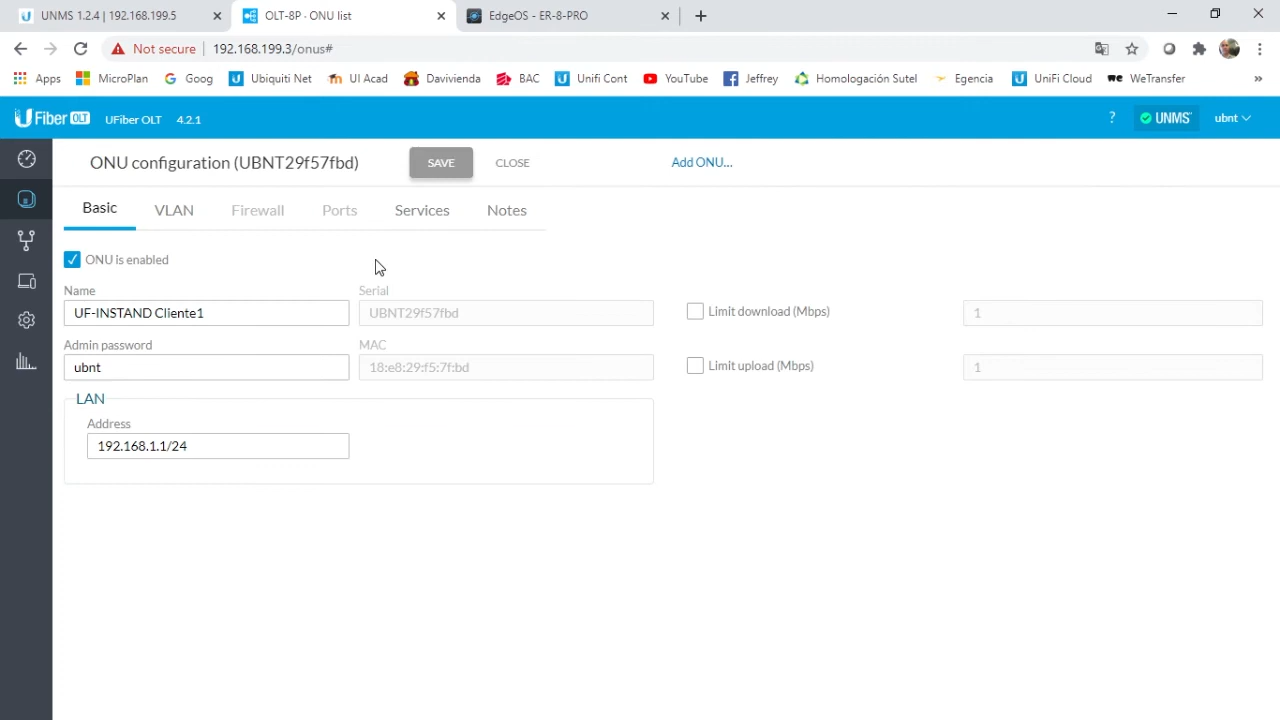 UNMS 1.2.4 | 192.168.199.5
OLT-8P · ONU list
EdgeOS - ER-8-PRO
Not secure
192.168.199.3/onus#
Apps
MicroPlan
Goog
Ubiquiti Net
UI Acad
Davivienda
BAC
Unifi Cont
YouTube
Jeffrey
Homologación Sutel
Egencia
UniFi Cloud
WeTransfer
»
UFiber OLT
UFiber OLT
4.2.1
?
UNMS
ubnt
ONU configuration (UBNT29f57fbd)
SAVE
CLOSE
Add ONU...
Basic
VLAN
Firewall
Ports
Services
Notes
ONU is enabled
Name
Serial
UF-INSTAND Cliente1
UBNT29f57fbd
Limit download (Mbps)
1
Admin password
MAC
ubnt
18:e8:29:f5:7f:bd
Limit upload (Mbps)
1
LAN
Address
192.168.1.1/24